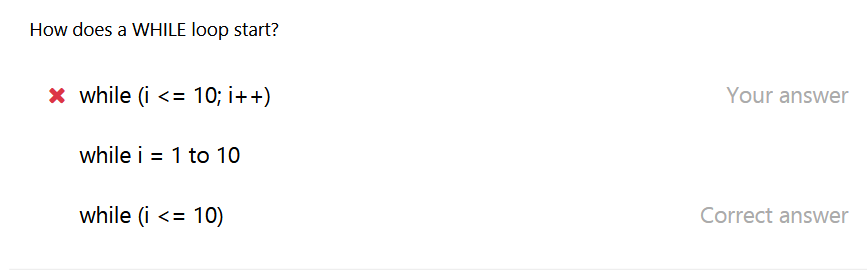 How does a WHILE loop start?
while (i <= 10; i++) Your answer
while i = 1 to 10
while (i <= 10) Correct answer